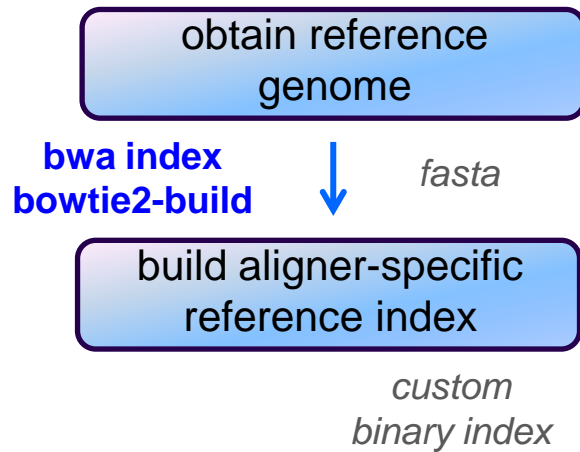 obtain reference
genome
bwa index
bowtie2-build
fasta
build aligner-specific
reference index
custom
binary index